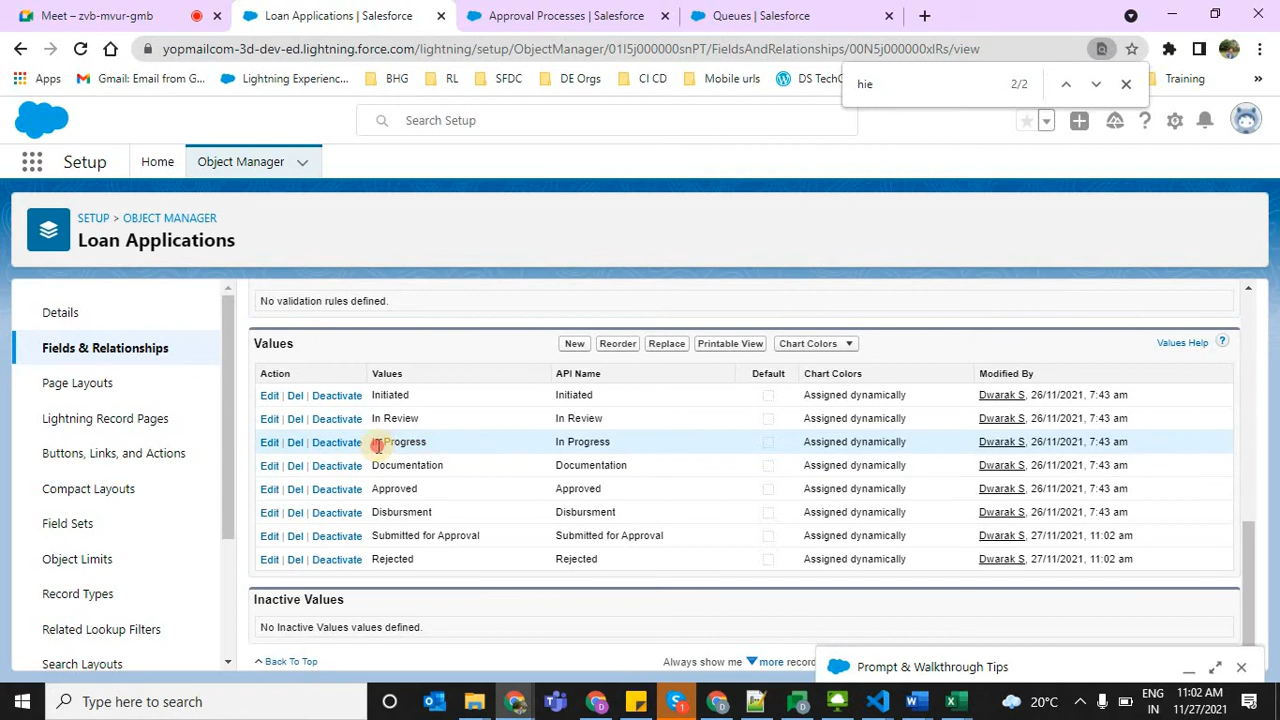 Meet – zvb-mvur-gmb
Loan Applications | Salesforce
Approval Processes | Salesforce
Queues | Salesforce
yopmailcom-3d-dev-ed.lightning.force.com/lightning/setup/ObjectManager/01I5j000000snPT/FieldsAndRelationships/00N5j000000xlRs/view
Apps
Gmail: Email from G...
Lightning Experienc...
BHG
RL
SFDC
DE Orgs
CI CD
Mobile urls
DS TechG
Training
»
hie
2/2
Search Setup
Setup
Home
Object Manager
SETUP > OBJECT MANAGER
Loan Applications
Details
Fields & Relationships
Page Layouts
Lightning Record Pages
Buttons, Links, and Actions
Compact Layouts
Field Sets
Object Limits
Record Types
Related Lookup Filters
Search Layouts
No validation rules defined.
Values
New
Reorder
Replace
Printable View
Chart Colors
Values Help ?
Action Values API Name Default Chart Colors Modified By
Edit | Del | Deactivate Initiated Initiated Assigned dynamically Dwarak S, 26/11/2021, 7:43 am
Edit | Del | Deactivate In Review In Review Assigned dynamically Dwarak S, 26/11/2021, 7:43 am
Edit | Del | Deactivate In Progress In Progress Assigned dynamically Dwarak S, 26/11/2021, 7:43 am
Edit | Del | Deactivate Documentation Documentation Assigned dynamically Dwarak S, 26/11/2021, 7:43 am
Edit | Del | Deactivate Approved Approved Assigned dynamically Dwarak S, 26/11/2021, 7:43 am
Edit | Del | Deactivate Disbursment Disbursment Assigned dynamically Dwarak S, 26/11/2021, 7:43 am
Edit | Del | Deactivate Submitted for Approval Submitted for Approval Assigned dynamically Dwarak S, 27/11/2021, 11:02 am
Edit | Del | Deactivate Rejected Rejected Assigned dynamically Dwarak S, 27/11/2021, 11:02 am
Inactive Values
No Inactive Values values defined.
Back To Top
Always show me more recor
Prompt & Walkthrough Tips
Type here to search
20°C
ENG
IN
11:02 AM
11/27/2021